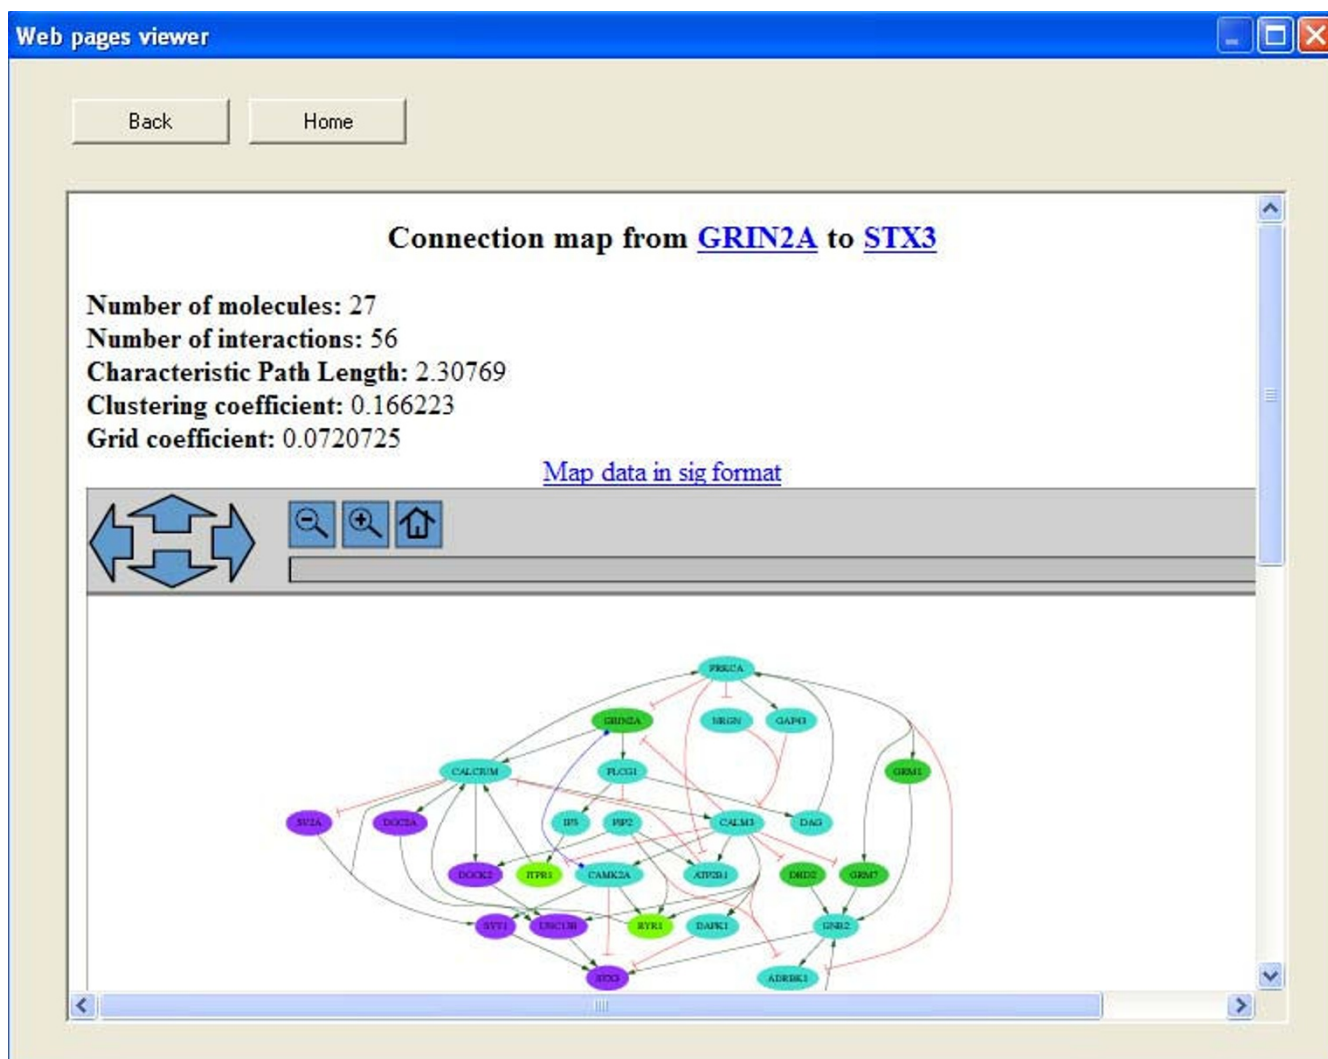 Web pages viewer
Back Home
Connection map from GRIN2A to STX3
Number of molecules: 27
Number of interactions: 56
Characteristic Path Length: 2.30769
Clustering coefficient: 0.166223
Grid coefficient: 0.0720725
Map data in sig format
PRKCA
GRIN2A NRGN GAP43
CALCIUM PLCG1 GRM1
SV2A DOC2A IP3 PIP2 CALM3 DAG
DOCK2 ITPR1 CAMK2A ATP2B1 DRD2 GRM7
SYT1 UNC13B RYR1 DAPK1 GNB2
STX3 ADRBK1